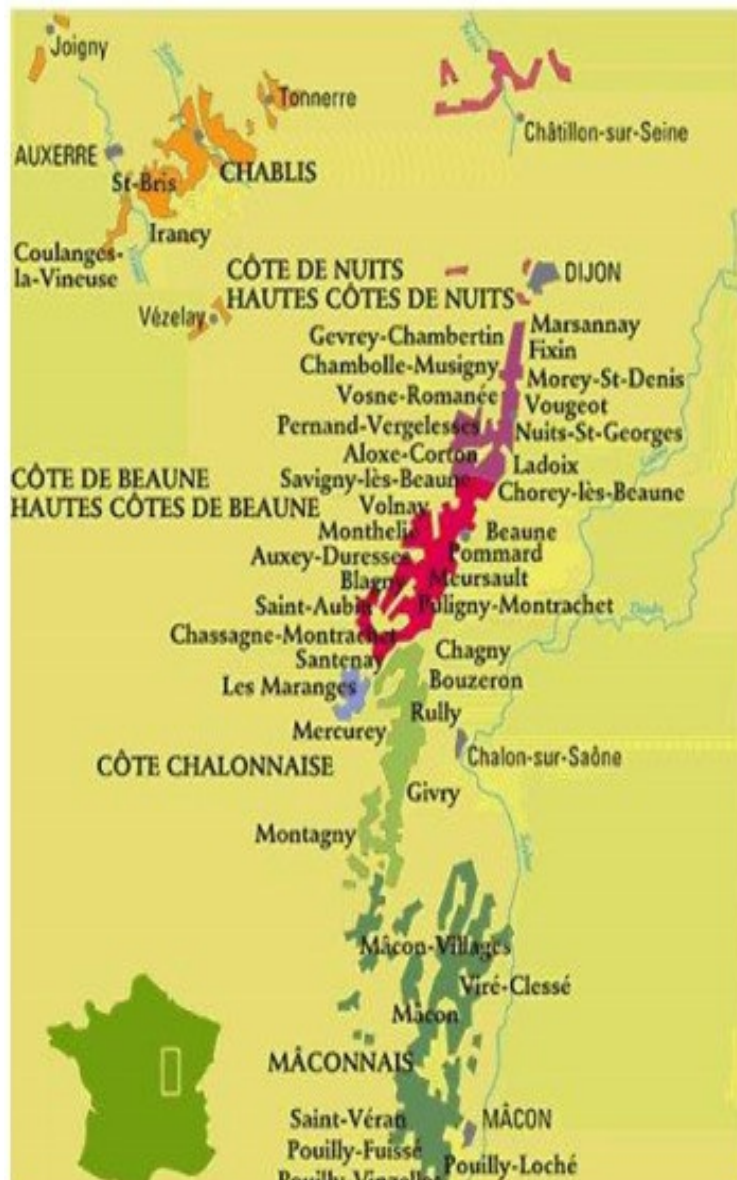 Joigny
Tonnerre
Châtillon-sur-Seine
AUXERRE
CHABLIS
St-Bris
Irancy
Coulanges-
la-Vineuse
CÔTE DE NUITS
HAUTES CÔTES DE NUITS
DIJON
Vézelay
Marsannay
Gevrey-Chambertin
Fixin
Chambolle-Musigny
Morey-St-Denis
Vosne-Romanée
Vougeot
Pernand-Vergelesses
Nuits-St-Georges
Aloxe-Corton
Ladoix
CÔTE DE BEAUNE
HAUTES CÔTES DE BEAUNE
Savigny-lès-Beaune
Chorey-lès-Beaune
Volnay
Monthelie
Beaune
Auxey-Duresses
Pommard
Blagny
Meursault
Saint-Aubin
Puligny-Montrachet
Chassagne-Montrachet
Santenay
Chagny
Les Maranges
Bouzeron
Rully
Mercurey
Chalon-sur-Saône
CÔTE CHALONNAISE
Givry
Montagny
Mâcon-Villages
Viré-Clessé
Mâcon
MÂCONNAIS
Saint-Véran
MÂCON
Pouilly-Fuissé
Pouilly-Loché